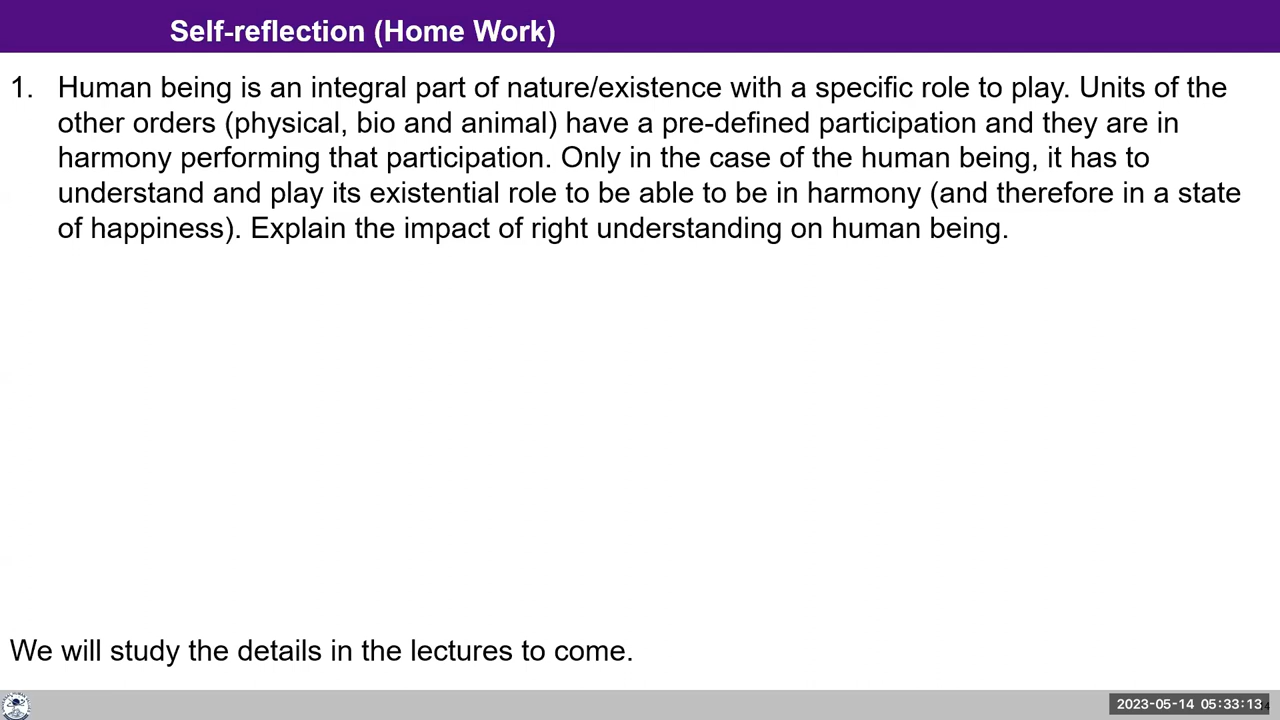 Self-reflection (Home Work)
1. Human being is an integral part of nature/existence with a specific role to play. Units of the
other orders (physical, bio and animal) have a pre-defined participation and they are in
harmony performing that participation. Only in the case of the human being, it has to
understand and play its existential role to be able to be in harmony (and therefore in a state
of happiness). Explain the impact of right understanding on human being.
We will study the details in the lectures to come.
2023-05-14 05:33:13